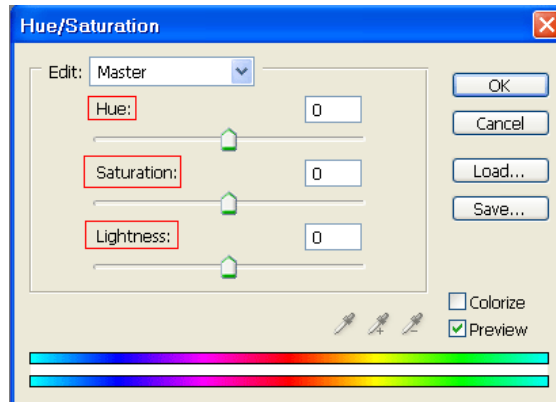 Hue/Saturation
Edit: Master
OK
Hue: 0
Cancel
Saturation: 0
Load...
Save...
Lightness: 0
Colorize
Preview